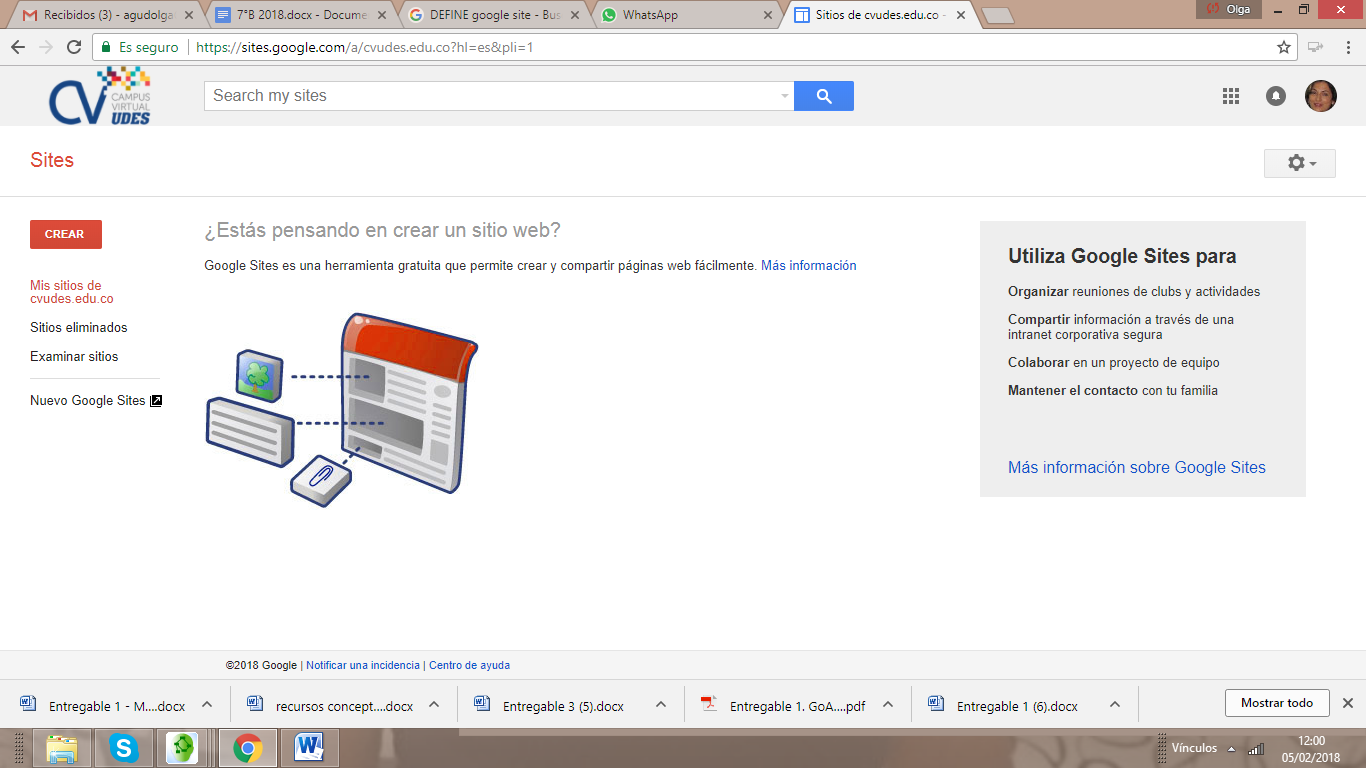 Recibidos (3) - agudolga
7°B 2018.docx - Docume
DEFINE google site - Bus
WhatsApp
Sitios de cvudes.edu.co -
Olga
Es seguro
https://sites.google.com/a/cvudes.edu.co?hl=es&pli=1
CV CAMPUS VIRTUAL UDES
Search my sites
Sites
CREAR
Mis sitios de
cvudes.edu.co
Sitios eliminados
Examinar sitios
Nuevo Google Sites
¿Estás pensando en crear un sitio web?
Google Sites es una herramienta gratuita que permite crear y compartir páginas web fácilmente. Más información
Utiliza Google Sites para
Organizar reuniones de clubs y actividades
Compartir información a través de una
intranet corporativa segura
Colaborar en un proyecto de equipo
Mantener el contacto con tu familia
Más información sobre Google Sites
©2018 Google | Notificar una incidencia | Centro de ayuda
Entregable 1 - M....docx
recursos concept....docx
Entregable 3 (5).docx
Entregable 1. GoA....pdf
Entregable 1 (6).docx
Mostrar todo
Vínculos
12:00
05/02/2018